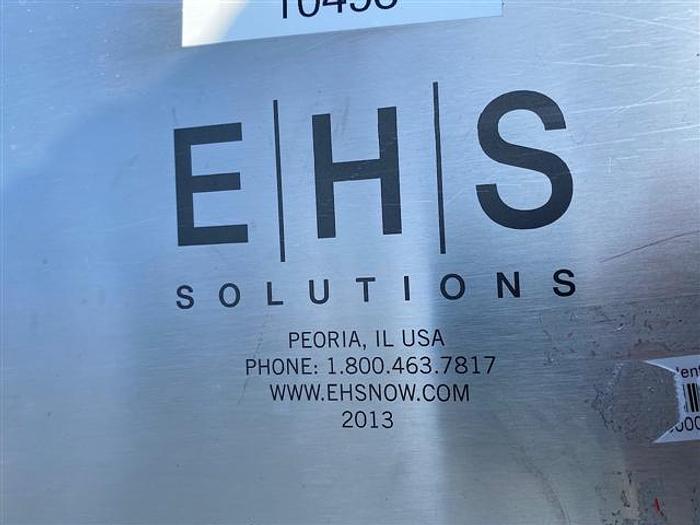 E|H|S
SOLUTIONS
PEORIA, IL USA
PHONE: 1.800.463.7817
WWW.EHSNOW.COM
2013